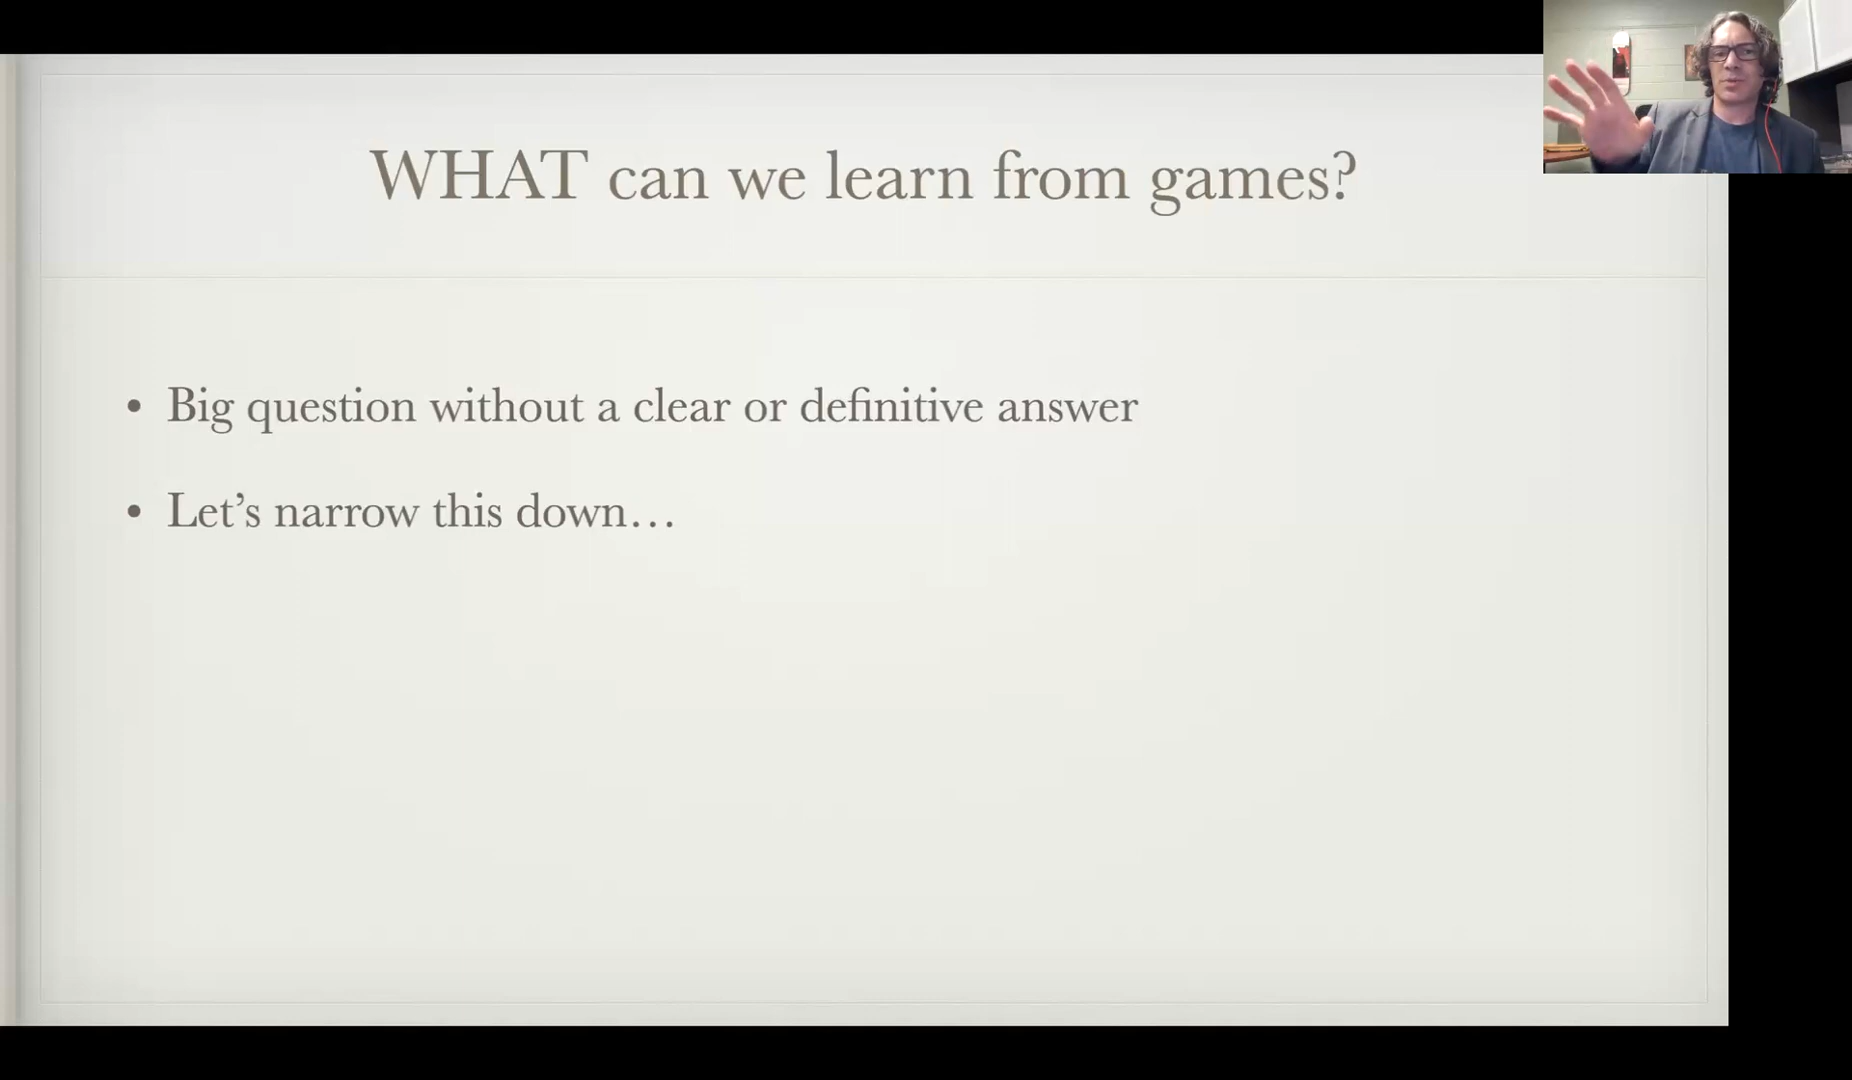 WHAT can we learn from games?
• Big question without a clear or definitive answer
• Let’s narrow this down…